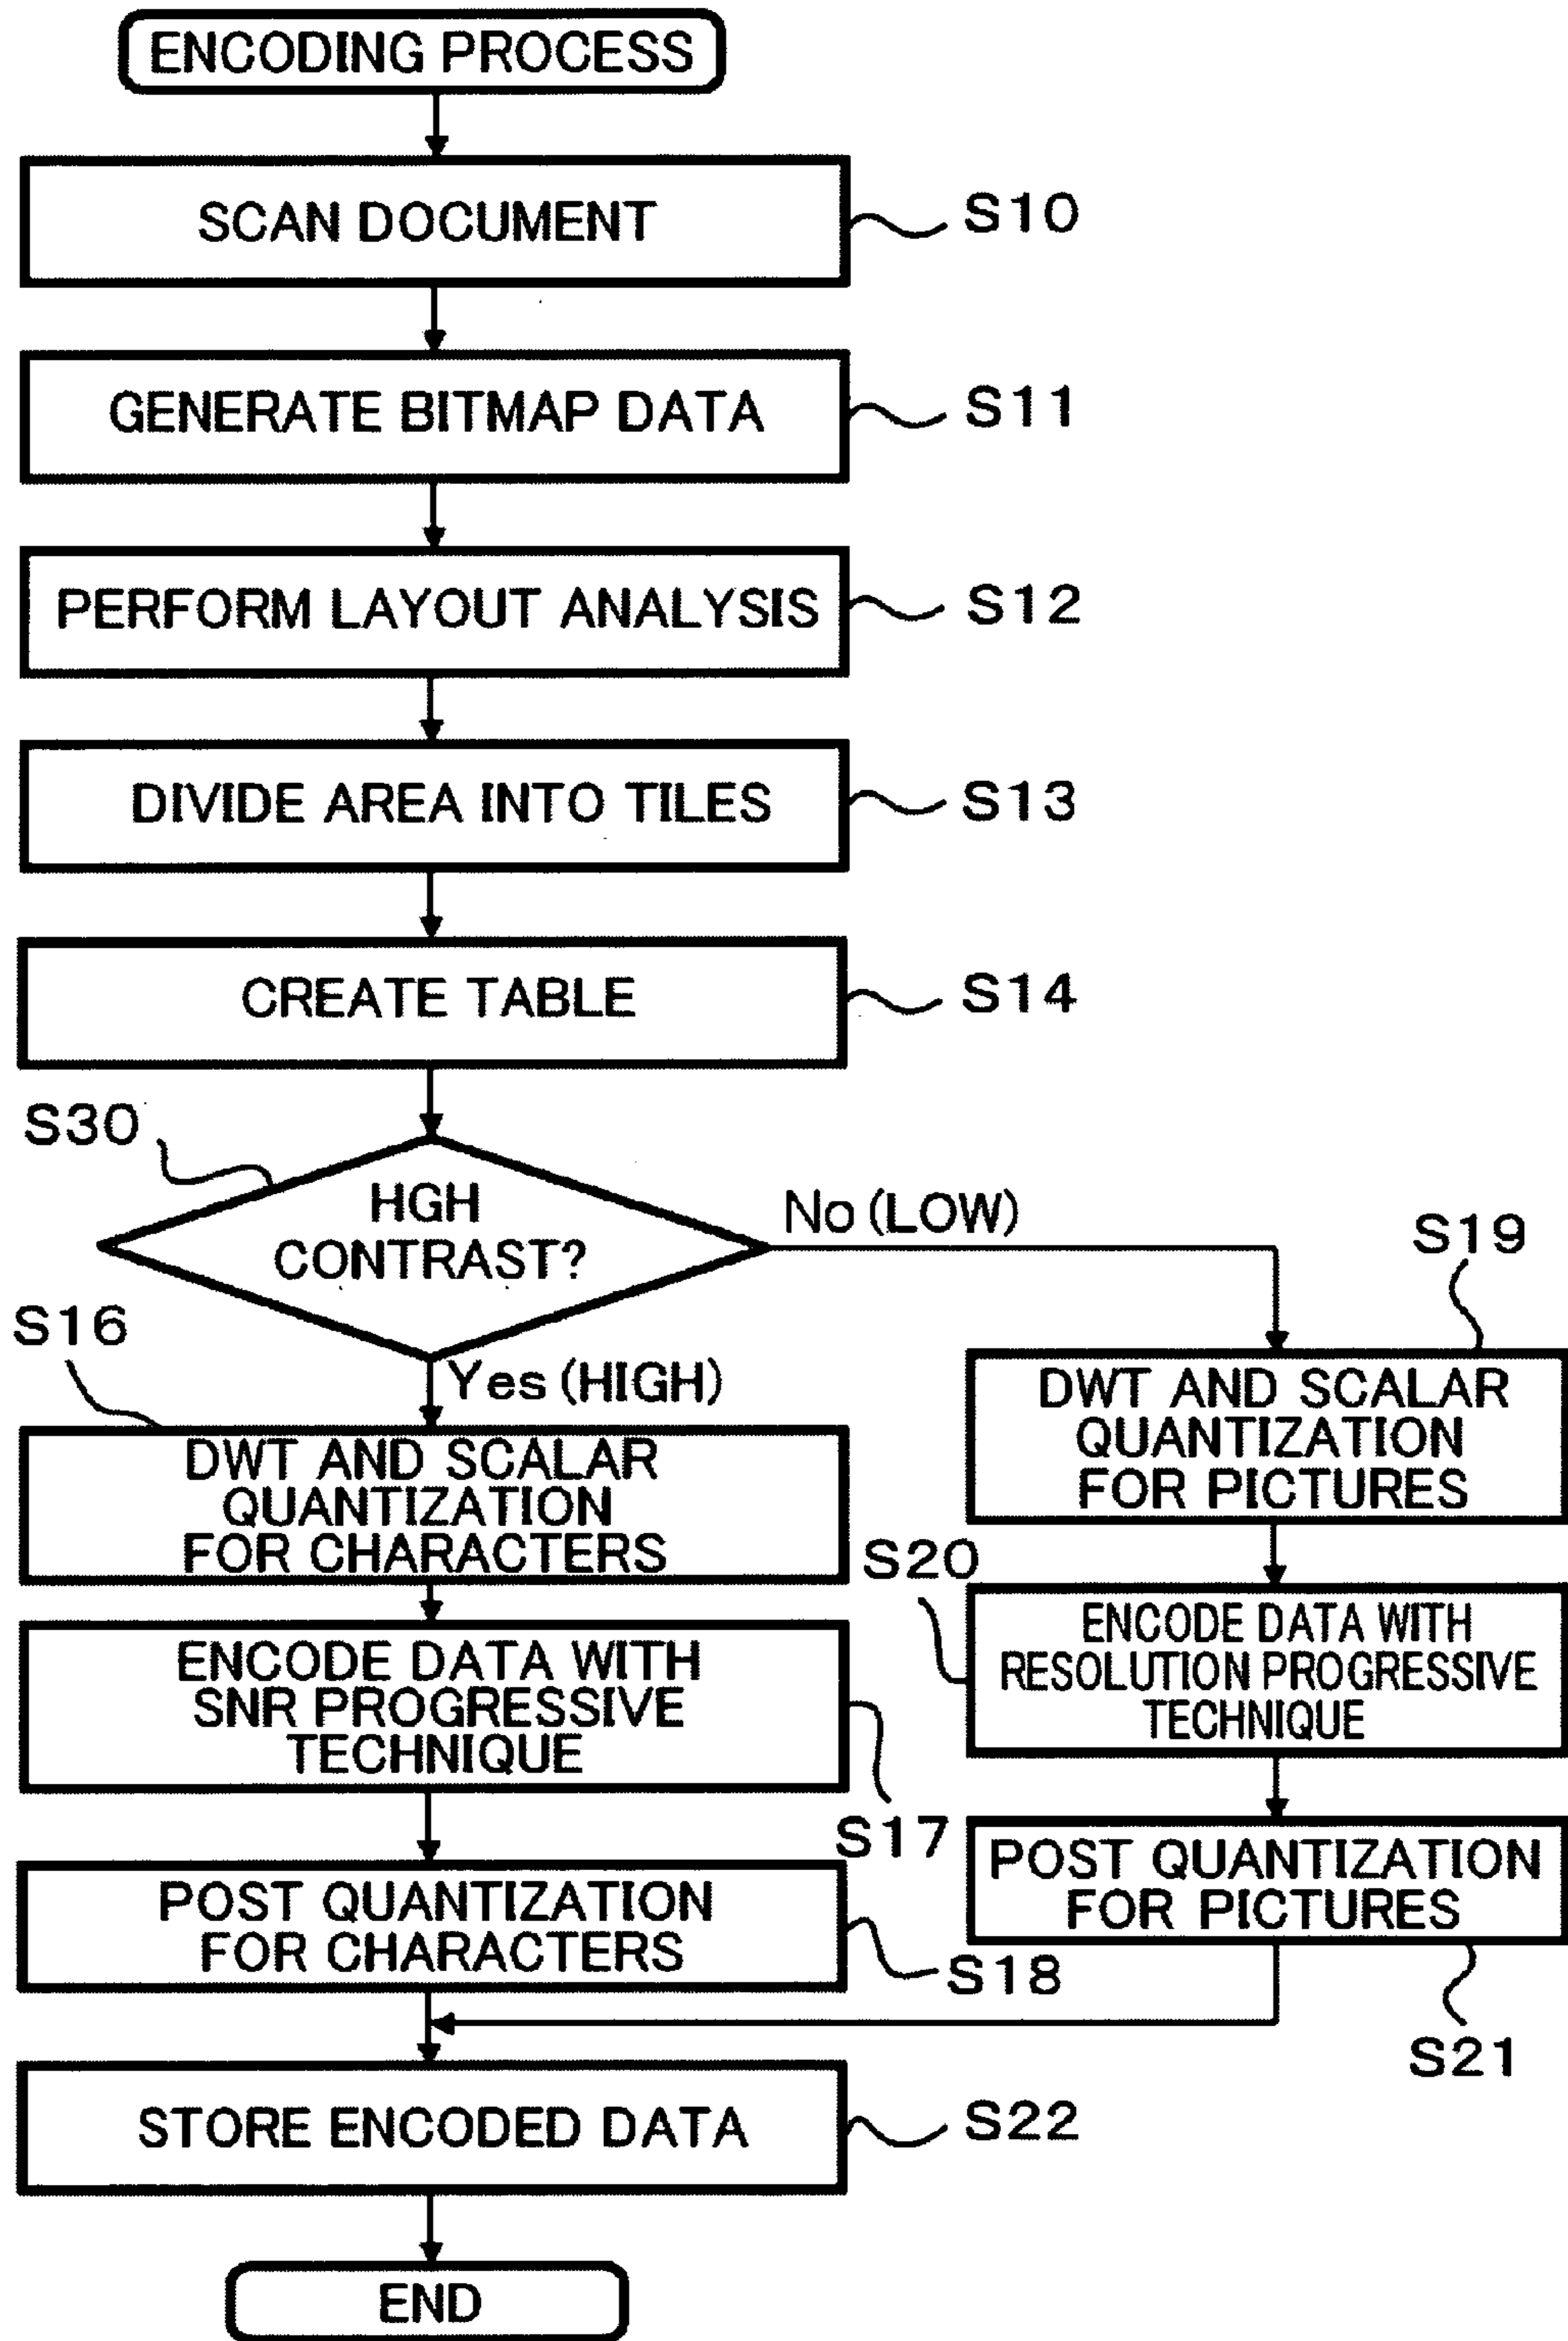 ENCODING PROCESS
SCAN DOCUMENT
S10
GENERATE BITMAP DATA
S11
PERFORM LAYOUT ANALYSIS
S12
DIVIDE AREA INTO TILES
S13
CREATE TABLE
S14
S30
HGH
CONTRAST?
No (LOW)
Yes (HIGH)
S16
DWT AND SCALAR
QUANTIZATION
FOR CHARACTERS
ENCODE DATA WITH
SNR PROGRESSIVE
TECHNIQUE
S17
POST QUANTIZATION
FOR CHARACTERS
S18
S19
DWT AND SCALAR
QUANTIZATION
FOR PICTURES
S20
ENCODE DATA WITH
RESOLUTION PROGRESSIVE
TECHNIQUE
POST QUANTIZATION
FOR PICTURES
S21
STORE ENCODED DATA
S22
END